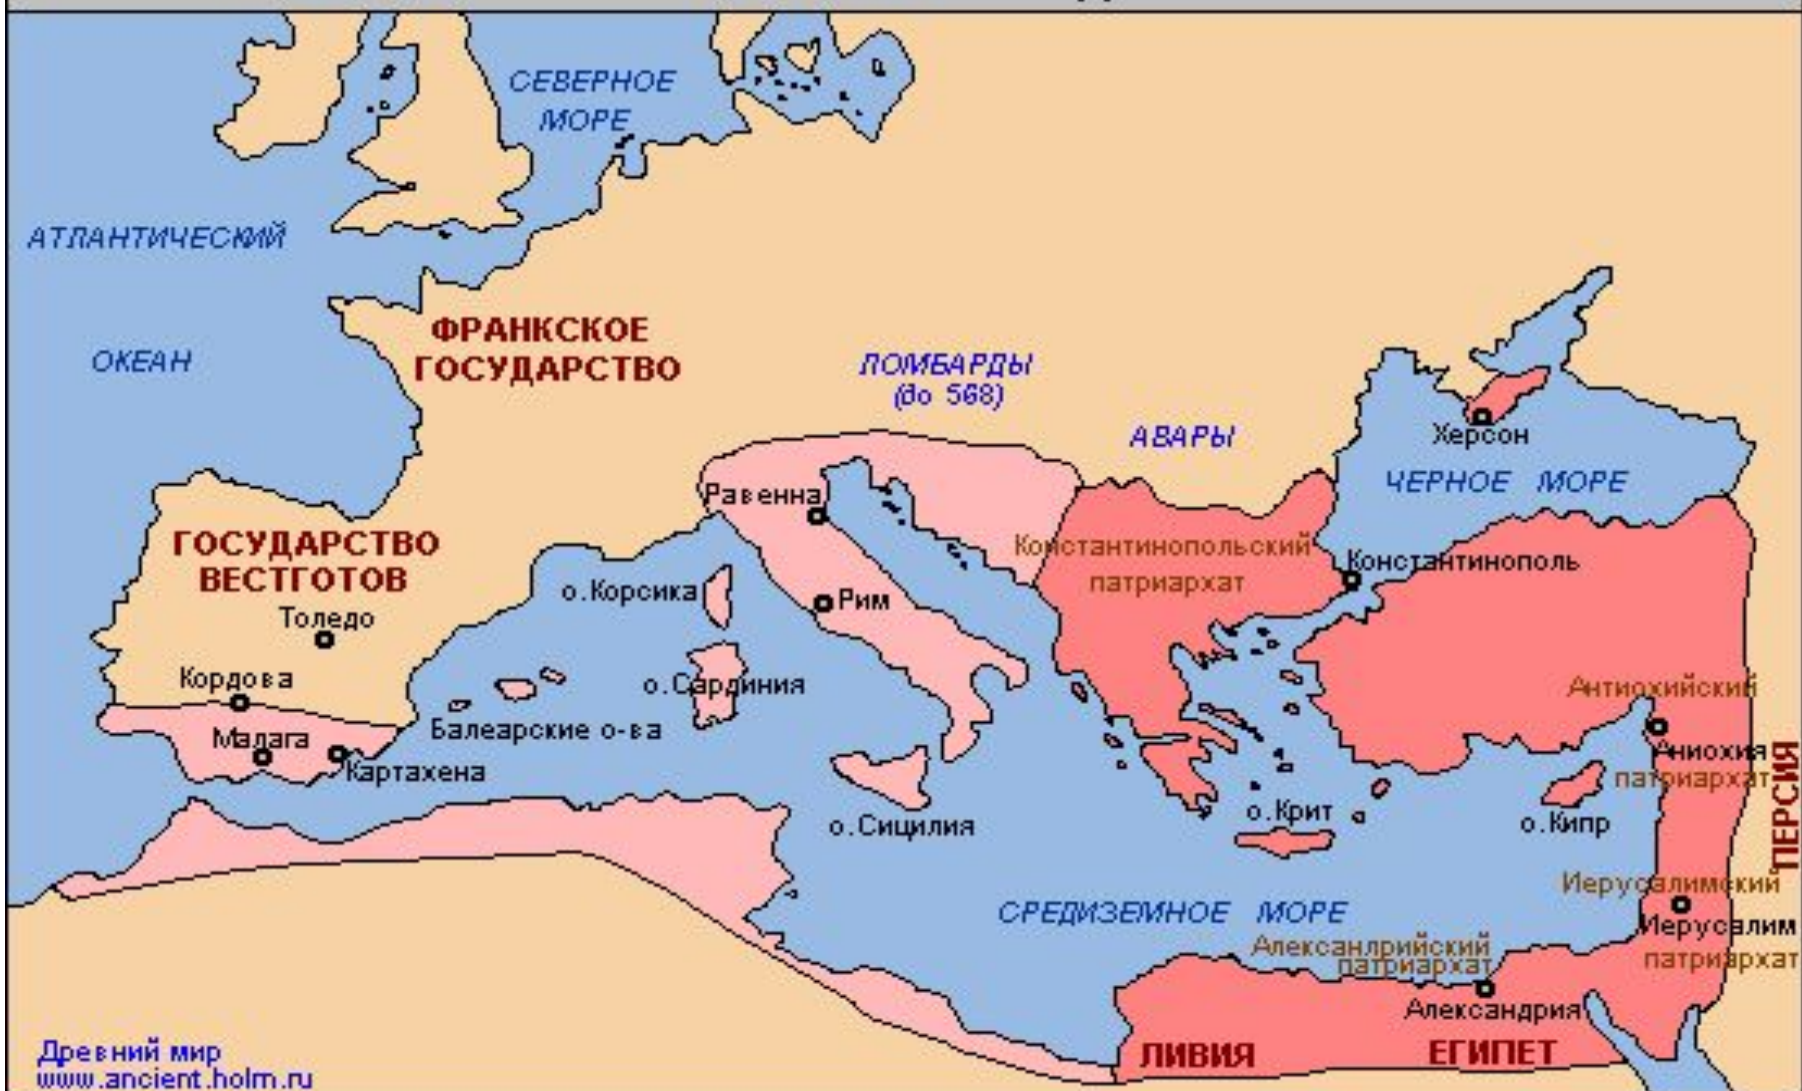 СЕВЕРНОЕ
МОРЕ
АТЛАНТИЧЕСКИЙ
ОКЕАН
ФРАНКСКОЕ
ГОСУДАРСТВО
ЛОМБАРДЫ
(до 568)
АВАРЫ
Херсон
ЧЕРНОЕ МОРЕ
Равенна
ГОСУДАРСТВО
ВЕСТГОТОВ
Толедо
Кордова
Малага
Картахена
о.Корсика
Рим
о.Сардиния
Балеарские о-ва
о.Сицилия
Константинопольский
патриархат
Константинополь
Антиохийский
Аниохия
патриархат
ПЕРСИЯ
о.Крит
о.Кипр
Иерусалимский
Иерусалим
патриархат
СРЕДИЗЕМНОЕ МОРЕ
Алексанлрийский
патриархат
Александрия
ЛИВИЯ
ЕГИПЕТ
Древний мир
www.ancient.holm.ru